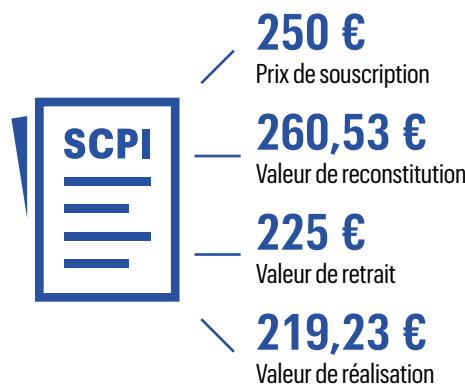 SCPI
250 €
Prix de souscription
260,53 €
Valeur de reconstitution
225 €
Valeur de retrait
219,23 €
Valeur de réalisation